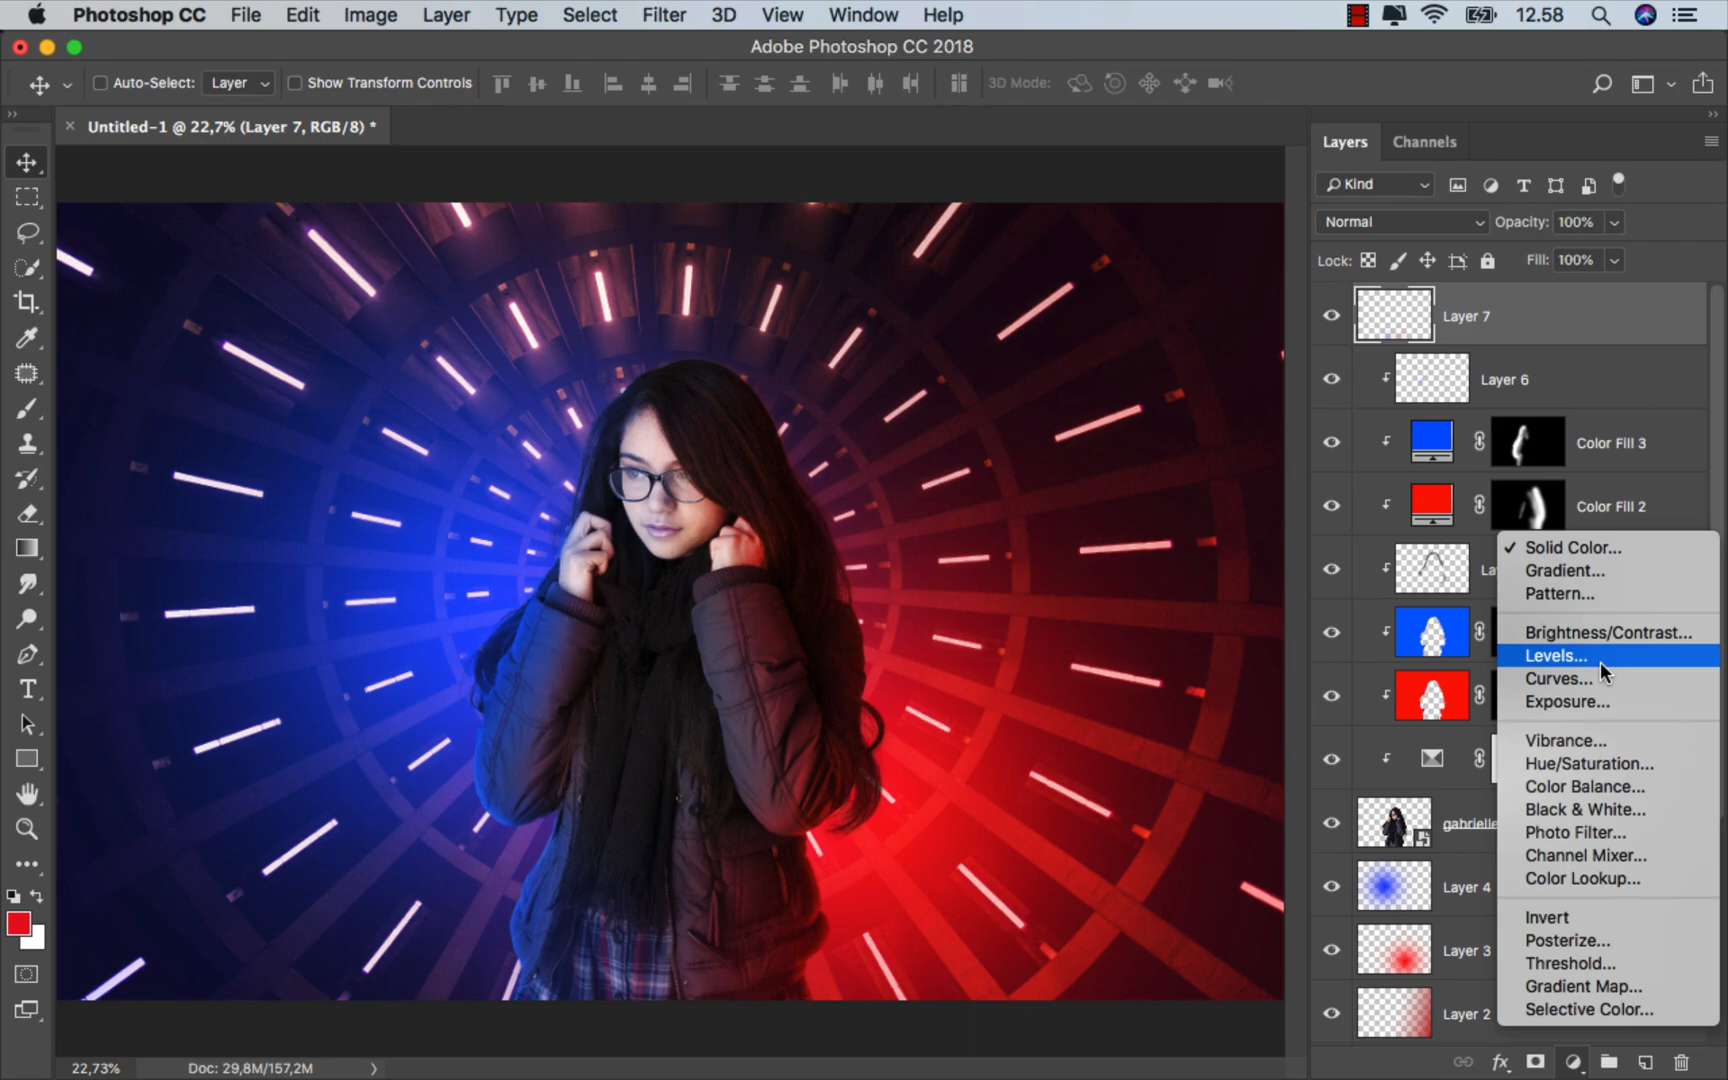 Photoshop CC File Edit Image Layer Type Select Filter 3D View Window Help 12.58
Adobe Photoshop CC 2018
Auto-Select: Layer Show Transform Controls 3D Mode:
Untitled-1 @ 22,7% (Layer 7, RGB/8) *
Layers Channels
Kind
Normal Opacity: 100%
Lock: Fill: 100%
Layer 7
Layer 6
Color Fill 3
Color Fill 2
La
gabrielle
Layer 4
Layer 3
Layer 2
Solid Color...
Gradient...
Pattern...
Brightness/Contrast...
Levels...
Curves...
Exposure...
Vibrance...
Hue/Saturation...
Color Balance...
Black & White...
Photo Filter...
Channel Mixer...
Color Lookup...
Invert
Posterize...
Threshold...
Gradient Map...
Selective Color...
22,73% Doc: 29,8M/157,2M
fx